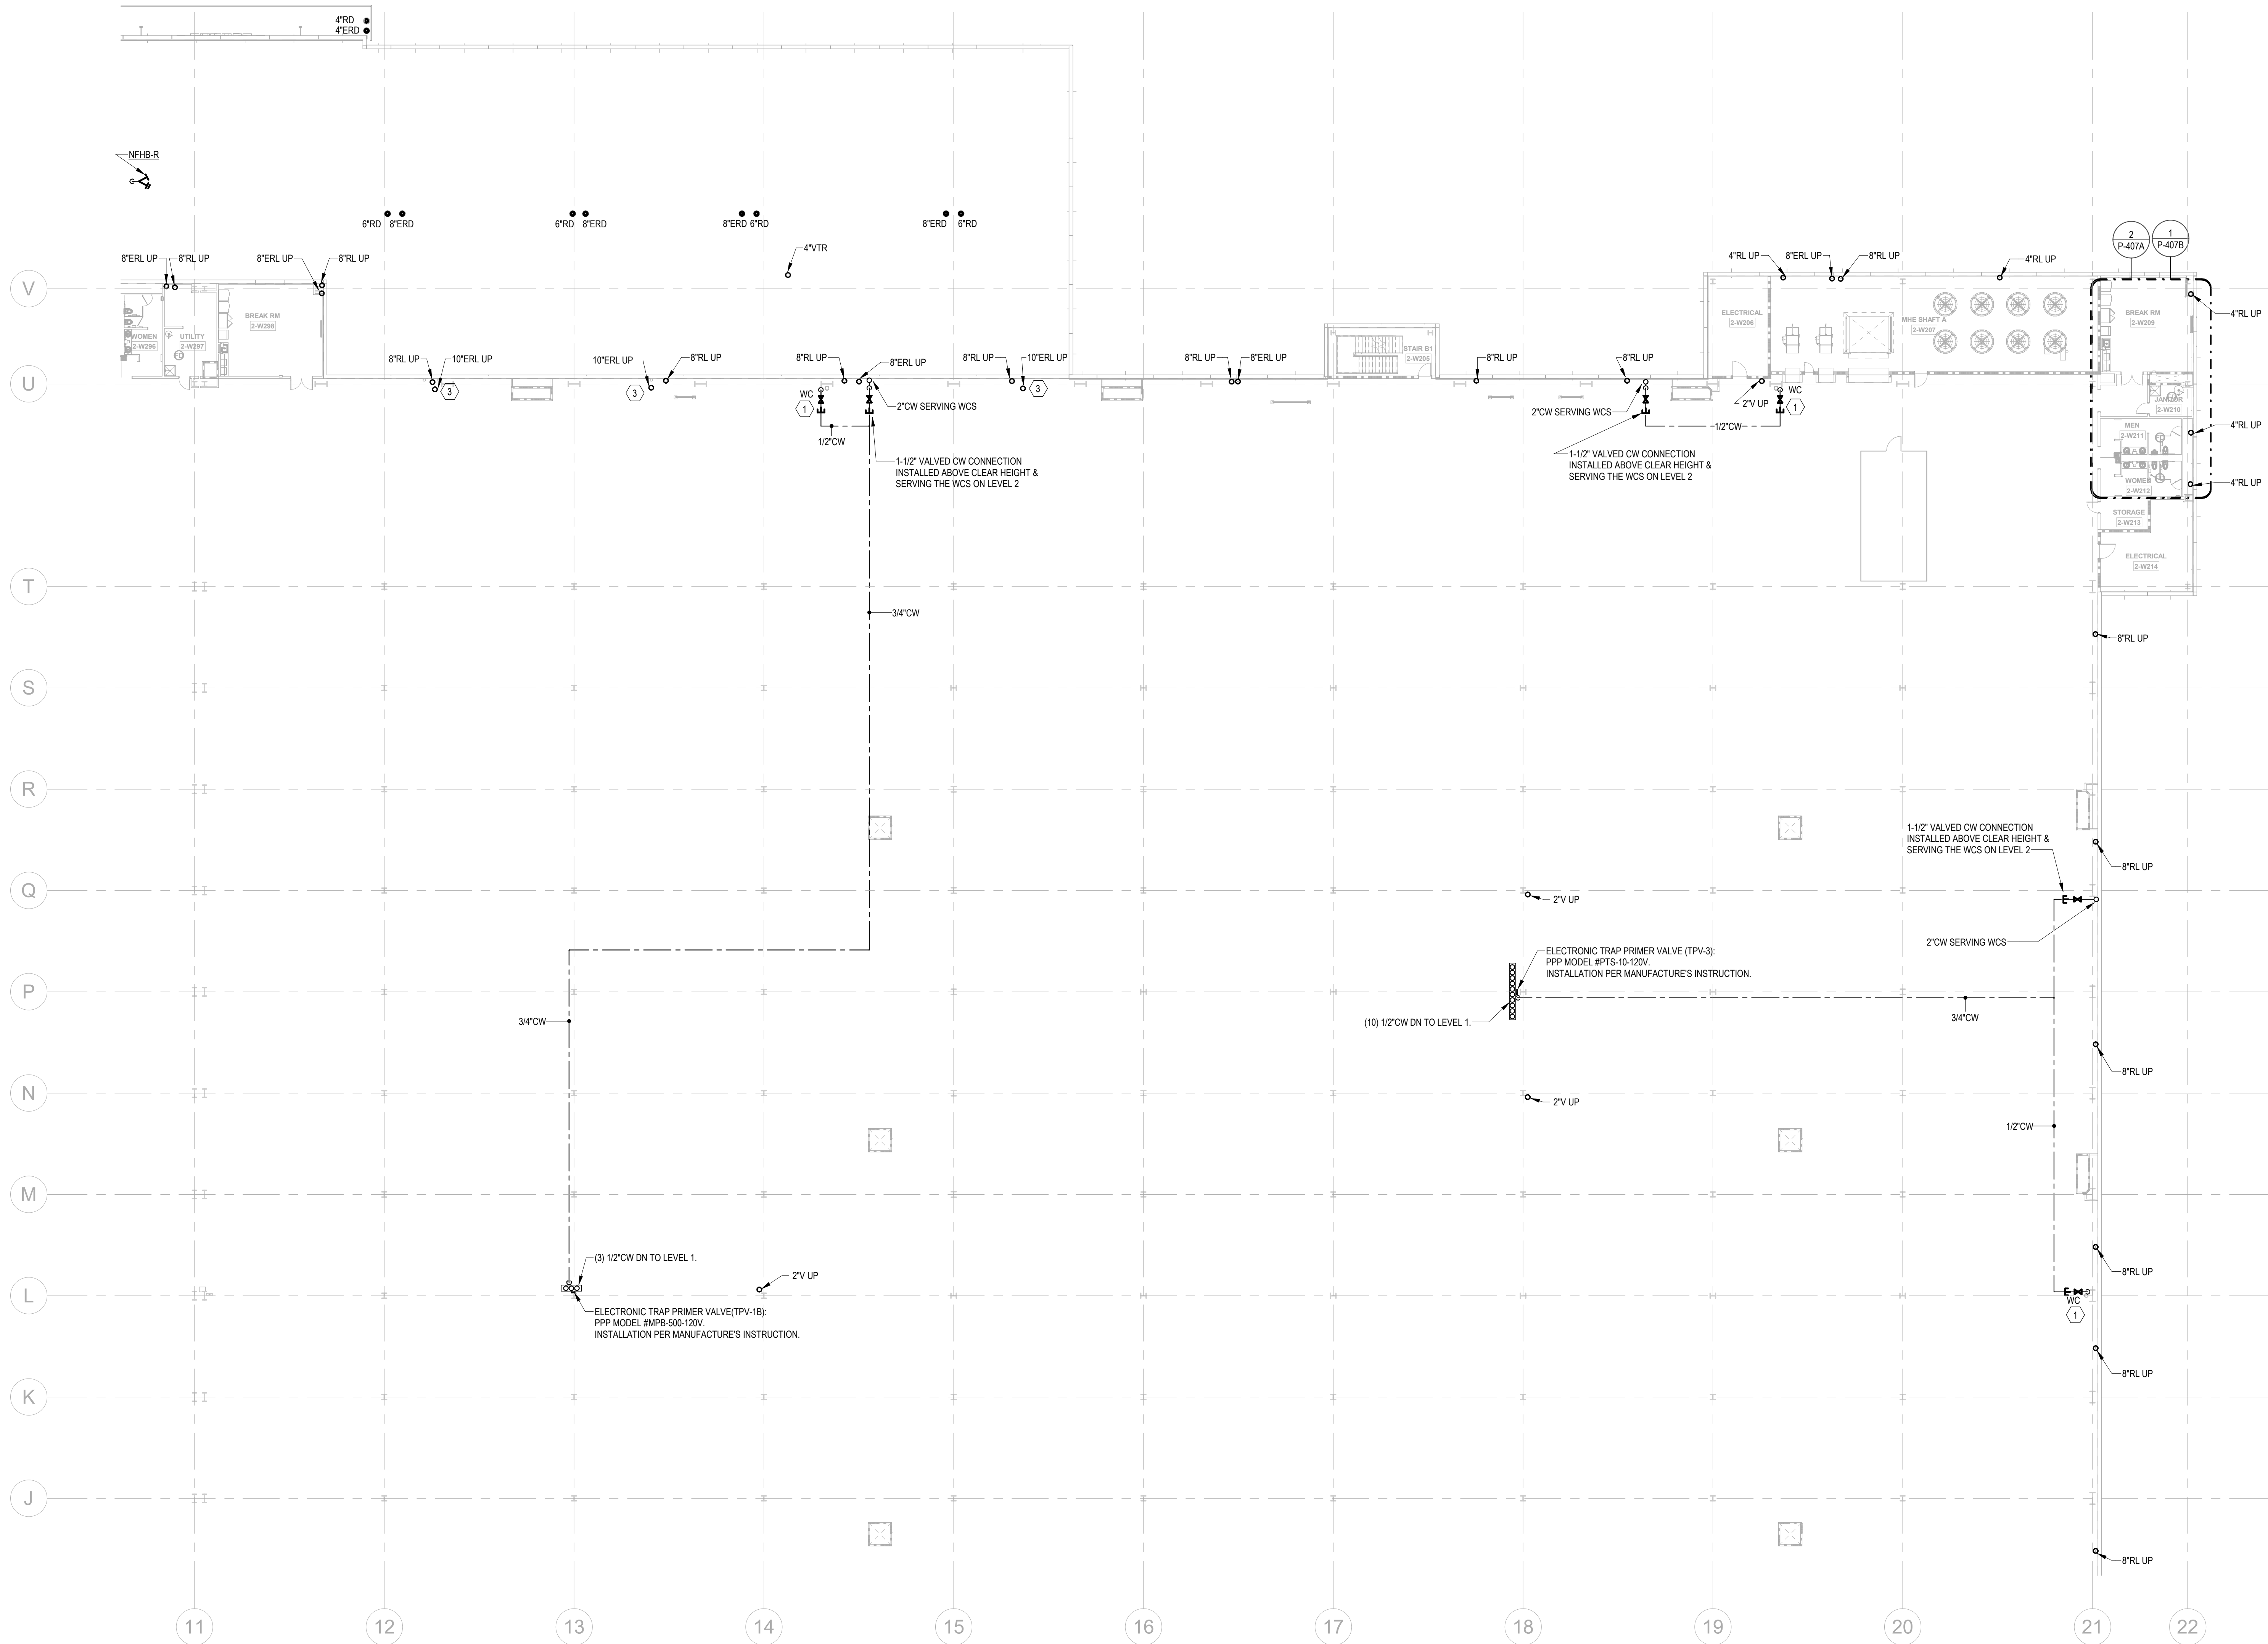 4"RD
4"ERD
NFHB-R
6"RD 8"ERD
6"RD 8"ERD
8"ERD 6"RD
8"ERD 6"RD
4"VTR
2
P-407A
1
P-407B
8"ERL UP
8"RL UP
8"ERL UP
8"RL UP
4"RL UP
8"ERL UP
8"RL UP
4"RL UP
V
WOMEN
2-W296
UTILITY
2-W297
BREAK RM
2-W298
ELECTRICAL
2-W206
MHE SHAFT A
2-W207
BREAK RM
2-W209
4"RL UP
STAIR B1
2-W205
U
8"RL UP
10"ERL UP
3
10"ERL UP
3
8"RL UP
8"RL UP
8"ERL UP
8"RL UP
10"ERL UP
3
8"RL UP
8"ERL UP
8"RL UP
8"RL UP
WC
1
2"CW SERVING WCS
1/2"CW
1-1/2" VALVED CW CONNECTION
INSTALLED ABOVE CLEAR HEIGHT &
SERVING THE WCS ON LEVEL 2
2"CW SERVING WCS
1/2"CW
2"V UP
WC
1
1-1/2" VALVED CW CONNECTION
INSTALLED ABOVE CLEAR HEIGHT &
SERVING THE WCS ON LEVEL 2
JANITOR
2-W210
MEN
2-W211
4"RL UP
WOMEN
2-W212
4"RL UP
STORAGE
2-W213
ELECTRICAL
2-W214
T
3/4"CW
8"RL UP
S
R
1-1/2" VALVED CW CONNECTION
INSTALLED ABOVE CLEAR HEIGHT &
SERVING THE WCS ON LEVEL 2
8"RL UP
Q
2"V UP
2"CW SERVING WCS
ELECTRONIC TRAP PRIMER VALVE (TPV-3):
PPP MODEL #PTS-10-120V.
INSTALLATION PER MANUFACTURE'S INSTRUCTION.
P
3/4"CW
(10) 1/2"CW DN TO LEVEL 1.
3/4"CW
8"RL UP
N
2"V UP
1/2"CW
M
(3) 1/2"CW DN TO LEVEL 1.
2"V UP
8"RL UP
L
ELECTRONIC TRAP PRIMER VALVE(TPV-1B):
PPP MODEL #MPB-500-120V.
INSTALLATION PER MANUFACTURE'S INSTRUCTION.
WC
1
8"RL UP
K
J
8"RL UP
11 12 13 14 15 16 17 18 19 20 21 22